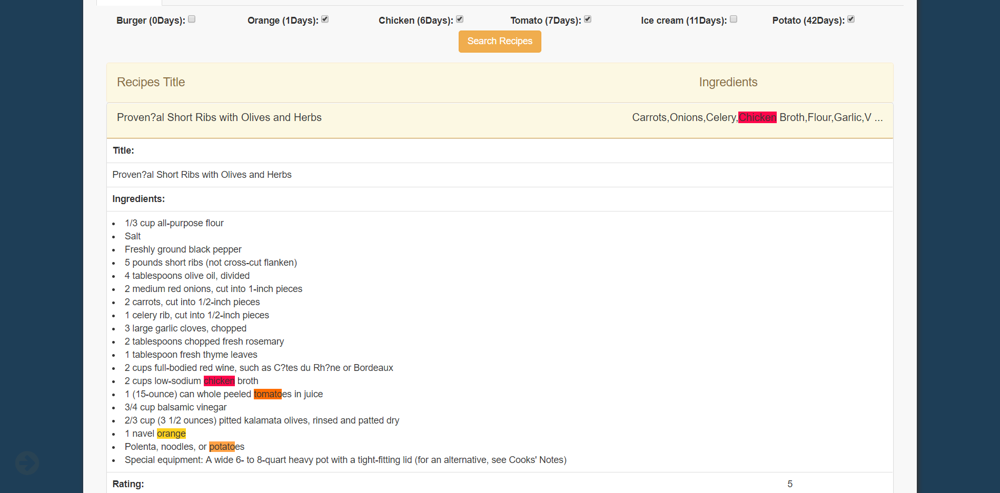 Burger (0Days): Orange (1Days): Chicken (6Days): Tomato (7Days): Ice cream (11Days): Potato (42Days):
Search Recipes
Recipes Title Ingredients
Proven?al Short Ribs with Olives and Herbs Carrots,Onions,Celery,Chicken Broth,Flour,Garlic,V ...
Title:
Proven?al Short Ribs with Olives and Herbs
Ingredients:
• 1/3 cup all-purpose flour
• Salt
• Freshly ground black pepper
• 5 pounds short ribs (not cross-cut flanken)
• 4 tablespoons olive oil, divided
• 2 medium red onions, cut into 1-inch pieces
• 2 carrots, cut into 1/2-inch pieces
• 1 celery rib, cut into 1/2-inch pieces
• 3 large garlic cloves, chopped
• 2 tablespoons chopped fresh rosemary
• 1 tablespoon fresh thyme leaves
• 2 cups full-bodied red wine, such as C?tes du Rh?ne or Bordeaux
• 2 cups low-sodium chicken broth
• 1 (15-ounce) can whole peeled tomatoes in juice
• 3/4 cup balsamic vinegar
• 2/3 cup (3 1/2 ounces) pitted kalamata olives, rinsed and patted dry
• 1 navel orange
• Polenta, noodles, or potatoes
• Special equipment: A wide 6- to 8-quart heavy pot with a tight-fitting lid (for an alternative, see Cooks' Notes)
Rating: 5